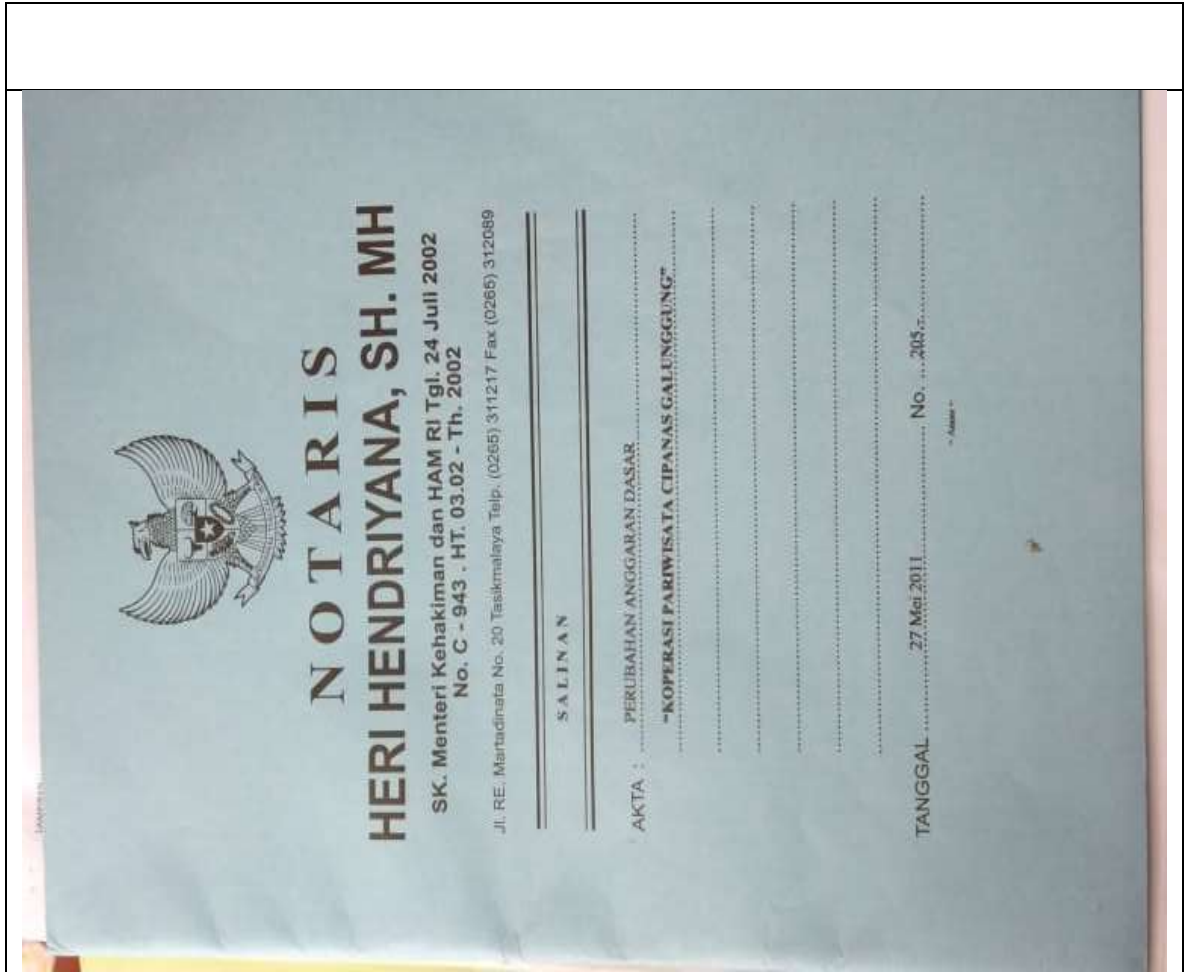 NOTARIS
HERI HENDRIYANA, SH. MH
SK. Menteri Kehakiman dan HAM RI Tgl. 24 Juli 2002
No. C - 943 . HT. 03.02 - Th. 2002
Jl. RE. Martadinata No. 20 Tasikmalaya Telp. (0265) 311217 Fax (0265) 312089
SALINAN
AKTA : PERUBAHAN ANGGARAN DASAR
"KOPERASI PARIWISATA CIPANAS GALUNGGUNG"
TANGGAL 27 Mei 2011 No. 205.-